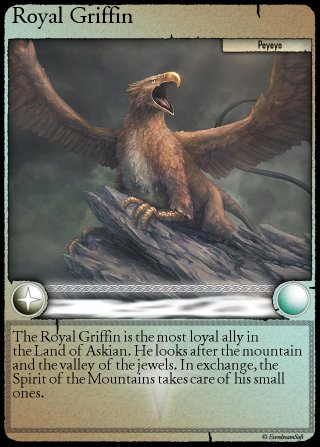 Royal Griffin
Peyeyo
The Royal Griffin is the most loyal ally in
the Land of Askian. He looks after the mountain
and the valley of the jewels. In exchange, the
Spirit of the Mountains takes care of his small
ones.
© EverdreamSoft